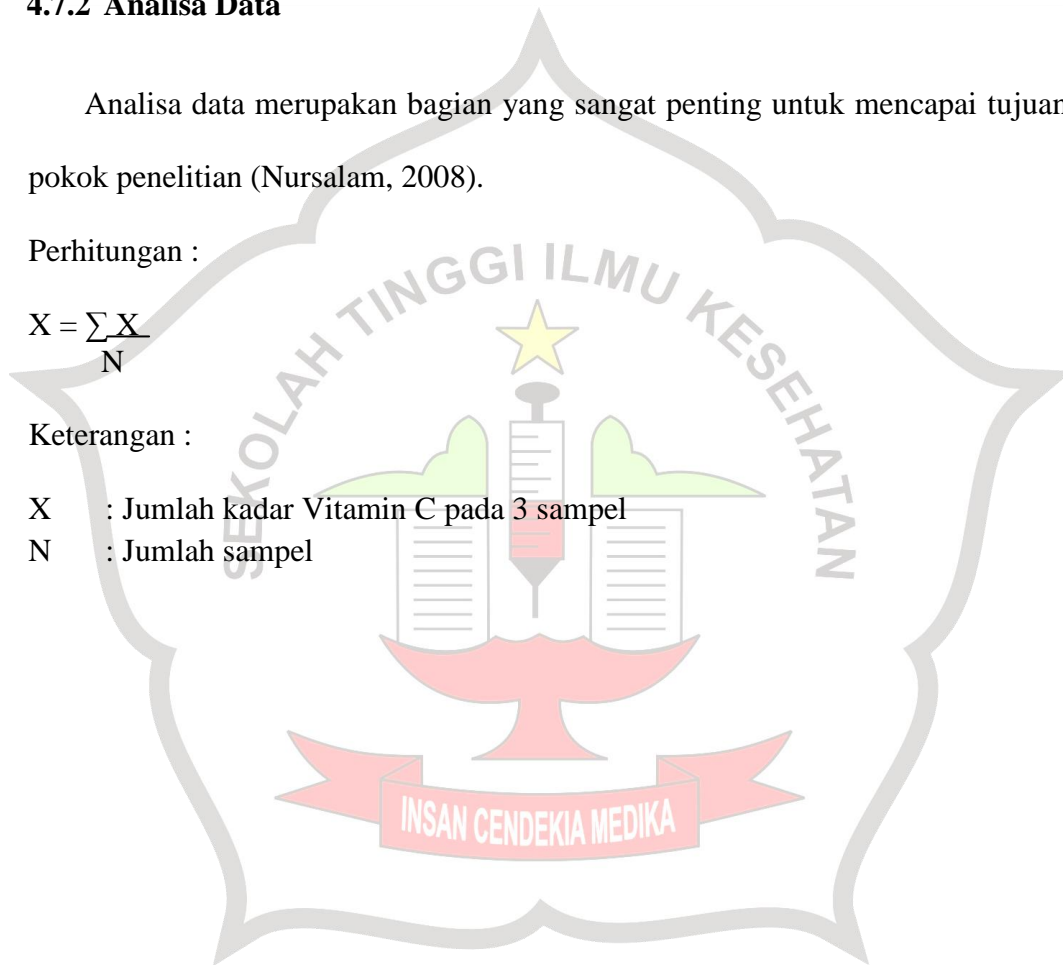 4.7.2 Analisa Data
Analisa data merupakan bagian yang sangat penting untuk mencapai tujuan
pokok penelitian (Nursalam, 2008).
Perhitungan :
X = ∑ X
N
Keterangan :
X : Jumlah kadar Vitamin C pada 3 sampel
N : Jumlah sampel
SEKOLAH TINGGI ILMU KESEHATAN
INSAN CENDEKIA MEDIKA